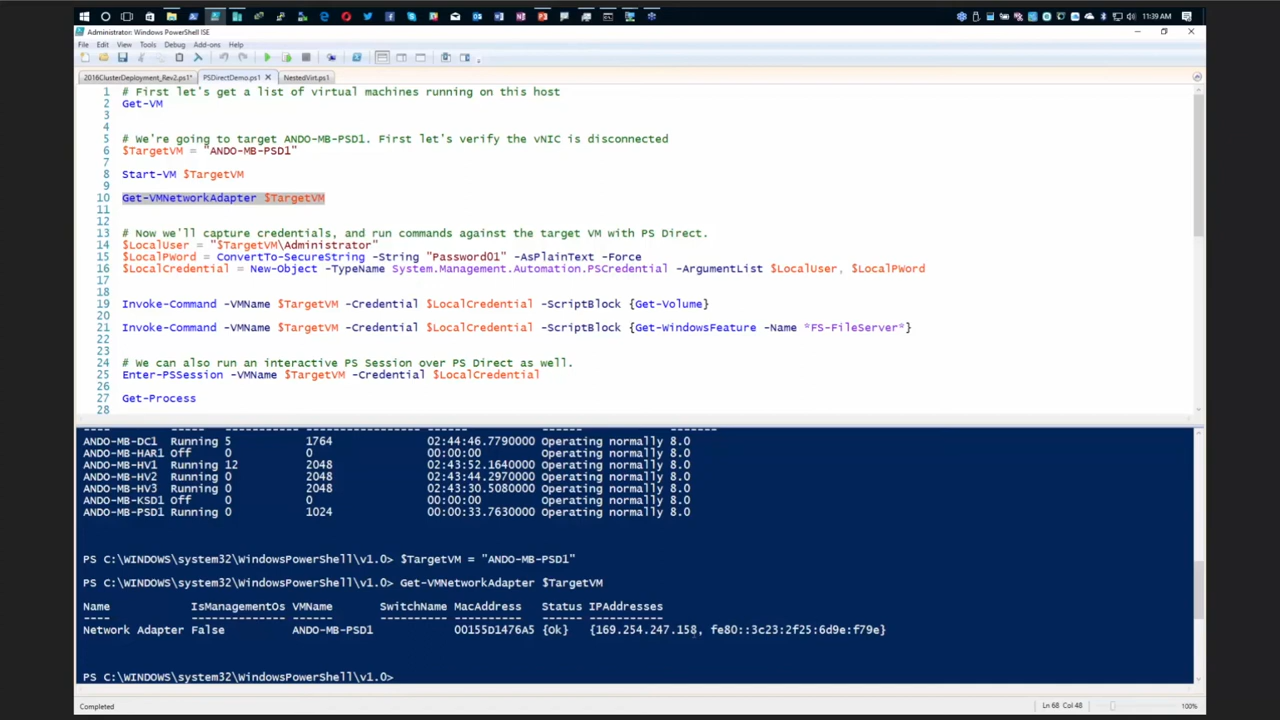 11:39 AM
Administrator: Windows PowerShell ISE
File Edit View Tools Debug Add-ons Help
2016ClusterDeployment_Rev2.ps1* PSDirectDemo.ps1 NestedVirt.ps1
1 # First let's get a list of virtual machines running on this host
2 Get-VM
3
4
5 # We're going to target ANDO-MB-PSD1. First let's verify the vNIC is disconnected
6 $TargetVM = "ANDO-MB-PSD1"
7
8 Start-VM $TargetVM
9
10 Get-VMNetworkAdapter $TargetVM
11
12
13 # Now we'll capture credentials, and run commands against the target VM with PS Direct.
14 $LocalUser = "$TargetVM\Administrator"
15 $LocalPWord = ConvertTo-SecureString -String "Password01" -AsPlainText -Force
16 $LocalCredential = New-Object -TypeName System.Management.Automation.PSCredential -ArgumentList $LocalUser, $LocalPWord
17
18
19 Invoke-Command -VMName $TargetVM -Credential $LocalCredential -ScriptBlock {Get-Volume}
20
21 Invoke-Command -VMName $TargetVM -Credential $LocalCredential -ScriptBlock {Get-WindowsFeature -Name *FS-FileServer*}
22
23
24 # We can also run an interactive PS Session over PS Direct as well.
25 Enter-PSSession -VMName $TargetVM -Credential $LocalCredential
26
27 Get-Process
28
ANDO-MB-DC1 Running 5 1764 02:44:46.7790000 Operating normally 8.0
ANDO-MB-HAR1 Off 0 0 00:00:00 Operating normally 8.0
ANDO-MB-HV1 Running 12 2048 02:43:52.1640000 Operating normally 8.0
ANDO-MB-HV2 Running 0 2048 02:43:44.2970000 Operating normally 8.0
ANDO-MB-HV3 Running 0 2048 02:43:30.5080000 Operating normally 8.0
ANDO-MB-KSD1 Off 0 0 00:00:00 Operating normally 8.0
ANDO-MB-PSD1 Running 0 1024 00:00:33.7630000 Operating normally 8.0
PS C:\WINDOWS\system32\WindowsPowerShell\v1.0> $TargetVM = "ANDO-MB-PSD1"
PS C:\WINDOWS\system32\WindowsPowerShell\v1.0> Get-VMNetworkAdapter $TargetVM
Name IsManagementOs VMName SwitchName MacAddress Status IPAddresses
---- -------------- ------ ---------- ---------- ------ -----------
Network Adapter False ANDO-MB-PSD1 00155D1476A5 {Ok} {169.254.247.158, fe80::3c23:2f25:6d9e:f79e}
PS C:\WINDOWS\system32\WindowsPowerShell\v1.0>
Completed Ln 68 Col 48 100%